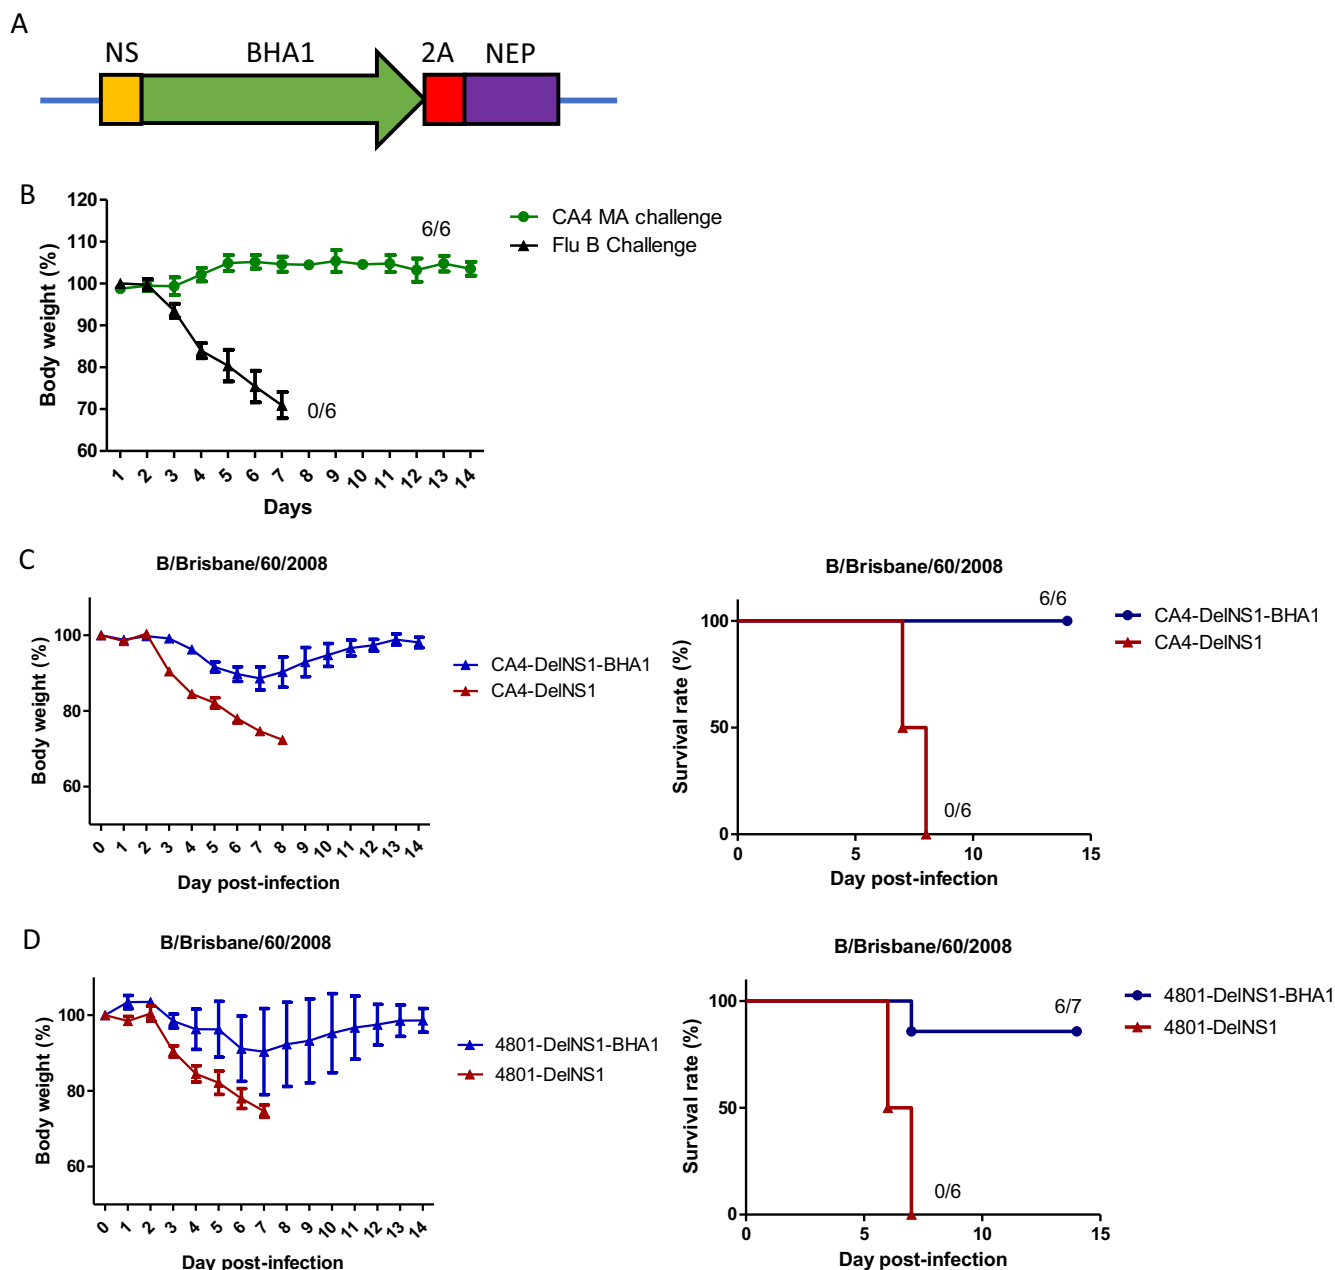 A
NS BHA1 2A NEP
B
120
110
100
90
80
70
60
Body weight (%)
6/6
0/6
1 2 3 4 5 6 7 8 9 10 11 12 13 14
Days
CA4 MA challenge
Flu B Challenge
C
B/Brisbane/60/2008
100
80
60
Body weight (%)
0 1 2 3 4 5 6 7 8 9 10 11 12 13 14
Day post-infection
CA4-DelNS1-BHA1
CA4-DelNS1
B/Brisbane/60/2008
100
50
0
Survival rate (%)
6/6
0/6
0 5 10 15
Day post-infection
CA4-DelNS1-BHA1
CA4-DelNS1
D
B/Brisbane/60/2008
100
80
60
Body weight (%)
0 1 2 3 4 5 6 7 8 9 10 11 12 13 14
Day post-infection
4801-DelNS1-BHA1
4801-DelNS1
B/Brisbane/60/2008
100
50
0
Survival rate (%)
6/7
0/6
0 5 10 15
Day post-infection
4801-DelNS1-BHA1
4801-DelNS1